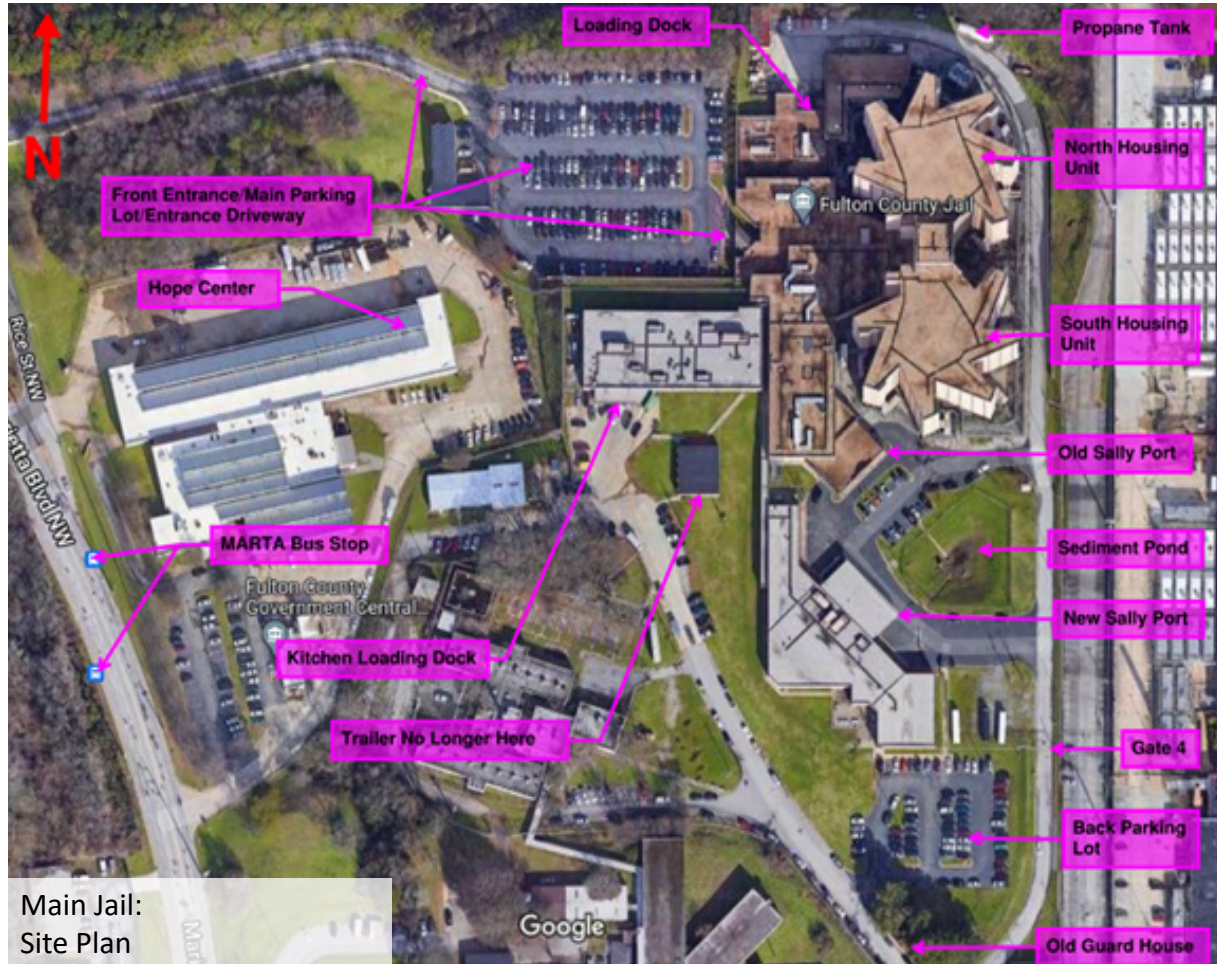 N
Loading Dock
Propane Tank
North Housing
Unit
Front Entrance/Main Parking
Lot/Entrance Driveway
Fulton County Jail
Hope Center
South Housing
Unit
Rice St NW
Old Sally Port
MARTA Bus Stop
Sediment Pond
Fulton County
Government Central...
New Sally Port
Kitchen Loading Dock
Trailer No Longer Here
Gate 4
Back Parking
Lot
Main Jail:
Site Plan
Google
Old Guard House